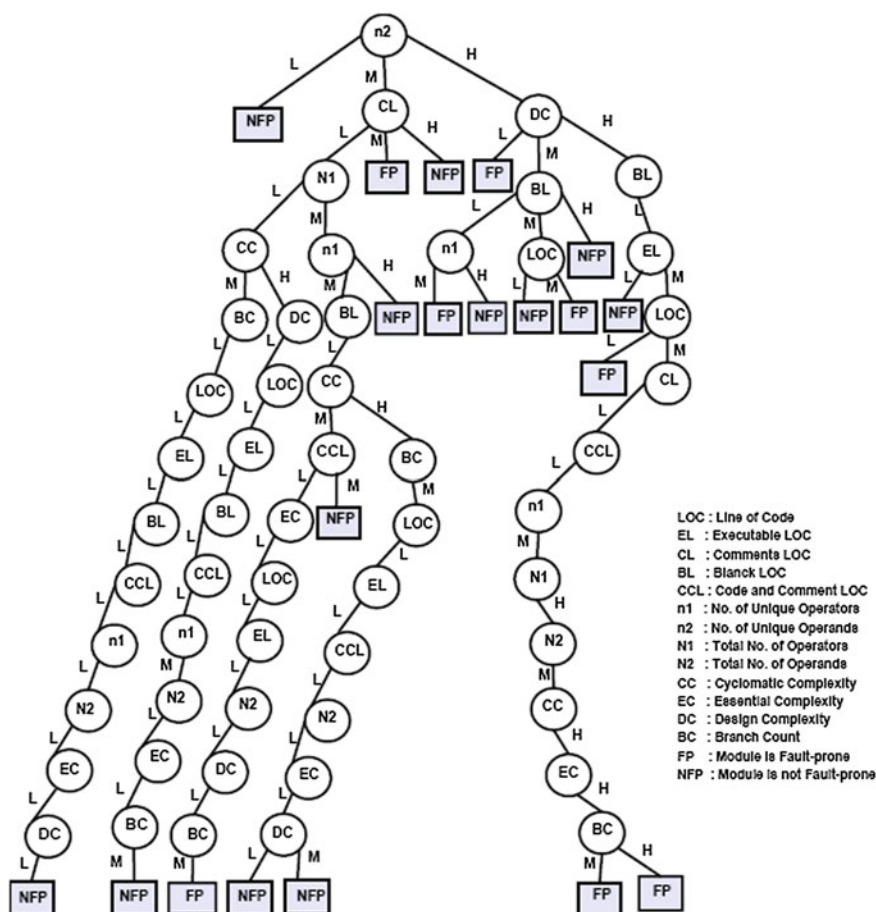 n2
H
L
M
CL
DC
NFP
L
M
H
L
M
H
N1
FP
NFP
FP
BL
BL
L
M
L
M
H
L
CC
n1
n1
LOC
NFP
EL
M
H
M
H
M
H
L
M
L
M
BC
DC
BL
NFP
FP
NFP
NFP
FP
NFP
LOC
L
L
L
L
M
LOC
LOC
CC
FP
CL
L
L
M
H
L
EL
EL
CCL
BC
CCL
L
L
L
M
M
L
BL
BL
EC
NFP
LOC
n1
L
L
L
L
M
CCL
CCL
LOC
EL
N1
L
L
L
L
H
n1
n1
EL
CCL
N2
L
M
L
L
M
N2
N2
N2
N2
CC
L
L
L
L
H
EC
EC
DC
EC
EC
L
L
L
L
H
DC
BC
BC
DC
BC
L
M
M
L
M
M
H
NFP
NFP
FP
NFP
NFP
FP
FP
LOC : Line of Code
EL : Executable LOC
CL : Comments LOC
BL : Blanck LOC
CCL : Code and Comment LOC
n1 : No. of Unique Operators
n2 : No. of Unique Operands
N1 : Total No. of Operators
N2 : Total No. of Operands
CC : Cyclomatic Complexity
EC : Essential Complexity
DC : Design Complexity
BC : Branch Count
FP : Module is Fault-prone
NFP : Module is not Fault-prone